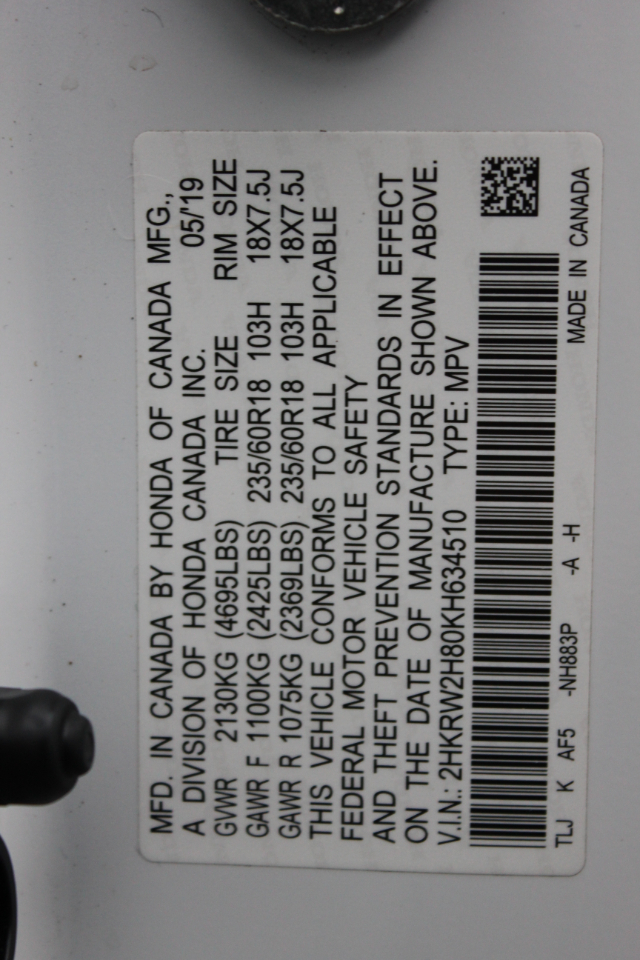 MFD. IN CANADA BY HONDA OF CANADA MFG.,
A DIVISION OF HONDA CANADA INC. 05/'19
GVWR 2130KG (4695LBS) TIRE SIZE RIM SIZE
GAWR F 1100KG (2425LBS) 235/60R18 103H 18X7.5J
GAWR R 1075KG (2369LBS) 235/60R18 103H 18X7.5J
THIS VEHICLE CONFORMS TO ALL APPLICABLE
FEDERAL MOTOR VEHICLE SAFETY
AND THEFT PREVENTION STANDARDS IN EFFECT
ON THE DATE OF MANUFACTURE SHOWN ABOVE.
V.I.N.: 2HKRW2H80KH634510 TYPE: MPV
TLJ K AF5 -NH883P -A -H MADE IN CANADA